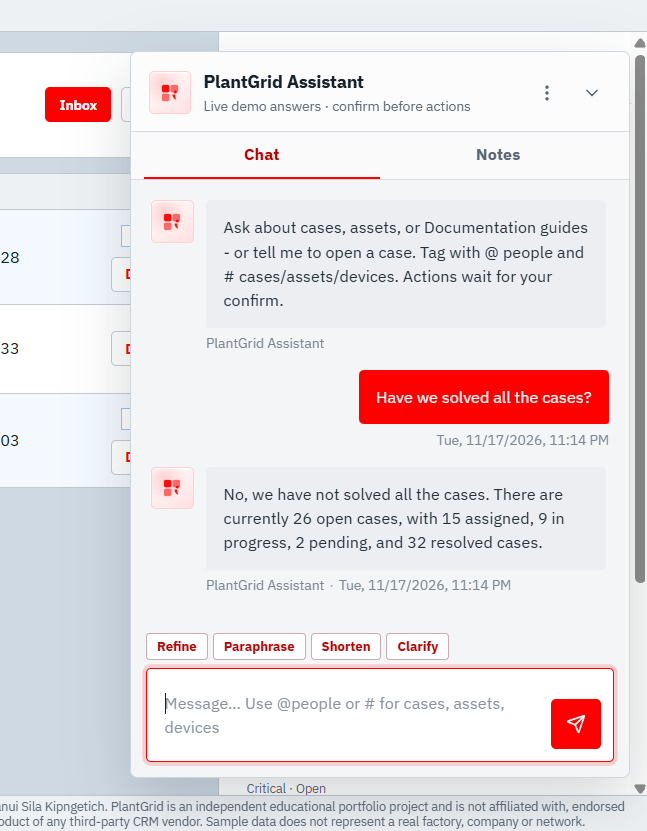 PlantGrid Assistant
Live demo answers · confirm before actions
Inbox
Chat
Notes
Ask about cases, assets, or Documentation guides
- or tell me to open a case. Tag with @ people and
# cases/assets/devices. Actions wait for your
confirm.
PlantGrid Assistant
28
33
03
Have we solved all the cases?
Tue, 11/17/2026, 11:14 PM
No, we have not solved all the cases. There are
currently 26 open cases, with 15 assigned, 9 in
progress, 2 pending, and 32 resolved cases.
PlantGrid Assistant · Tue, 11/17/2026, 11:14 PM
Refine
Paraphrase
Shorten
Clarify
Message... Use @people or # for cases, assets,
devices
Critical · Open
Sila Kipngetich. PlantGrid is an independent educational portfolio project and is not affiliated with, endorsed
of any third-party CRM vendor. Sample data does not represent a real factory, company or network.